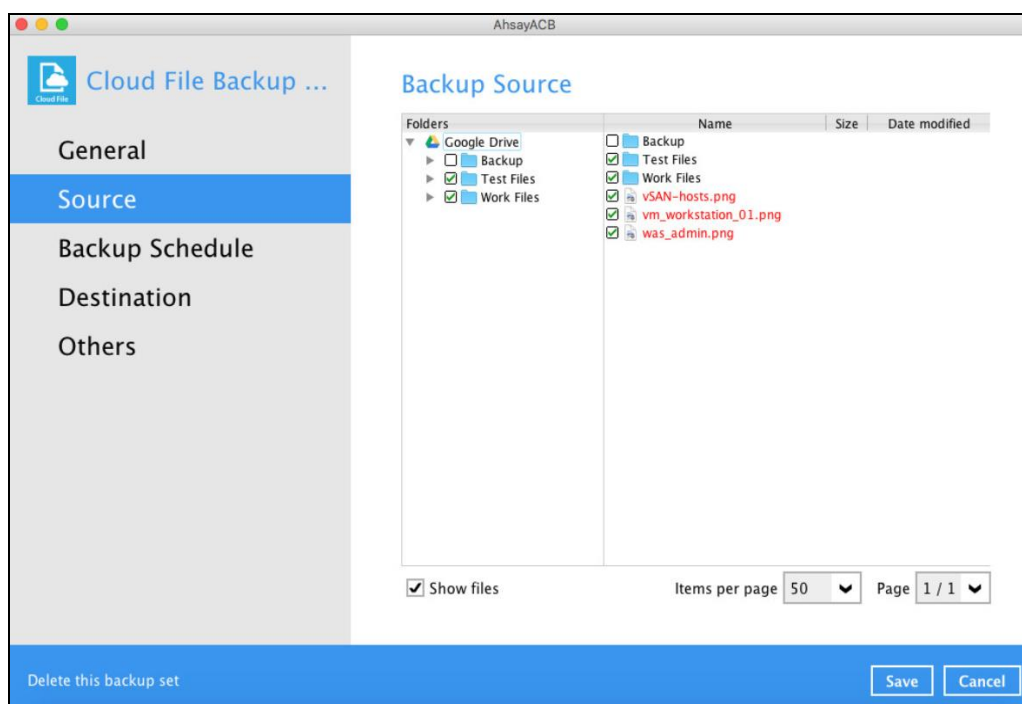 AhsayACB
Cloud File
Cloud File Backup ...
General
Source
Backup Schedule
Destination
Others
Backup Source
Folders
Google Drive
Backup
Test Files
Work Files
Name Size Date modified
Backup
Test Files
Work Files
vSAN-hosts.png
vm_workstation_01.png
was_admin.png
Show files Items per page 50 Page 1 / 1
Delete this backup set Save Cancel